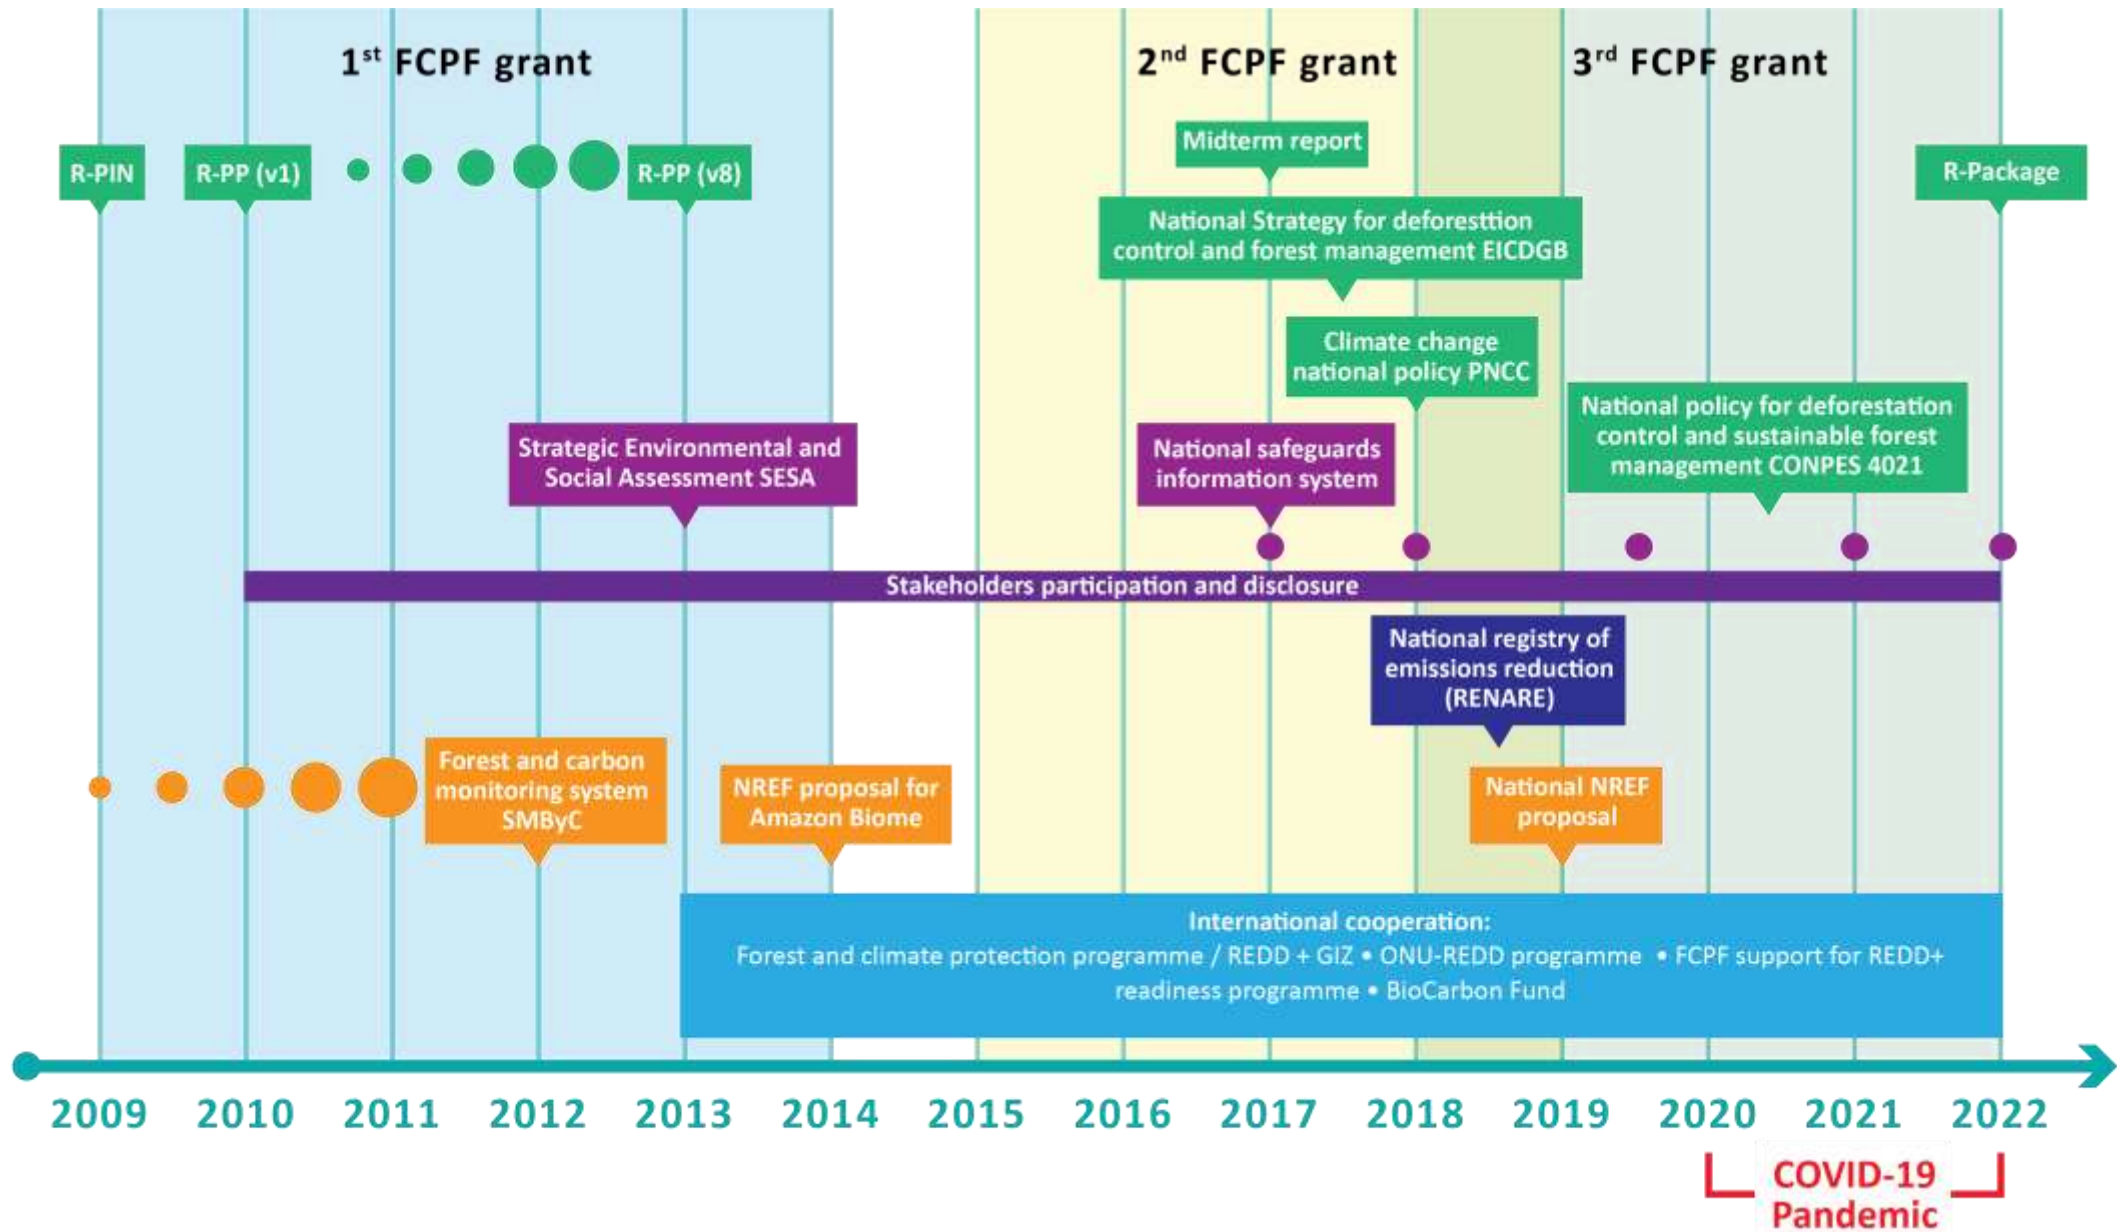 1st FCPF grant
2nd FCPF grant
3rd FCPF grant
R-PIN
R-PP (v1)
R-PP (v8)
Midterm report
R-Package
National Strategy for deforesttion
control and forest management EICDGB
Climate change
national policy PNCC
National policy for deforestation
control and sustainable forest
management CONPES 4021
Strategic Environmental and
Social Assessment SESA
National safeguards
information system
Stakeholders participation and disclosure
National registry of
emissions reduction
(RENARE)
Forest and carbon
monitoring system
SMByC
NREF proposal for
Amazon Biome
National NREF
proposal
International cooperation:
Forest and climate protection programme / REDD + GIZ • ONU-REDD programme • FCPF support for REDD+
readiness programme • BioCarbon Fund
2009 2010 2011 2012 2013 2014 2015 2016 2017 2018 2019 2020 2021 2022
COVID-19
Pandemic